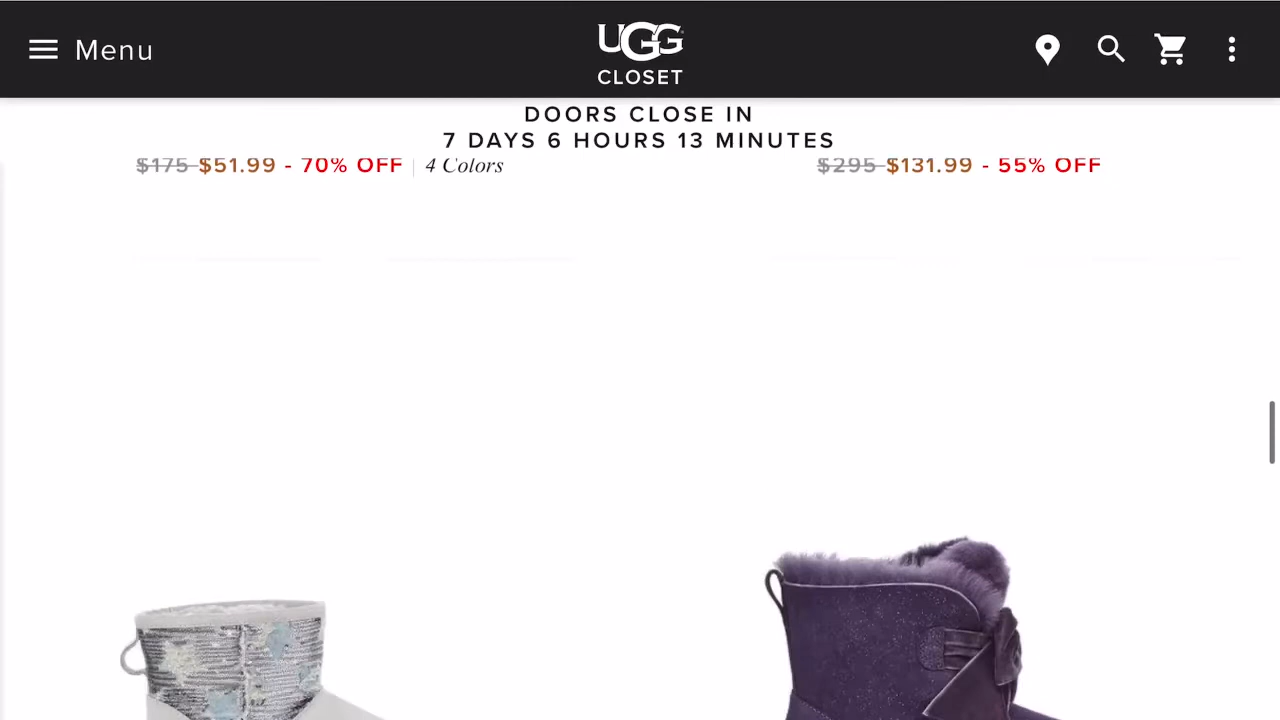 Menu
UGG
CLOSET
DOORS CLOSE IN
7 DAYS 6 HOURS 13 MINUTES
$175 $51.99 - 70% OFF | 4 Colors
$295 $131.99 - 55% OFF